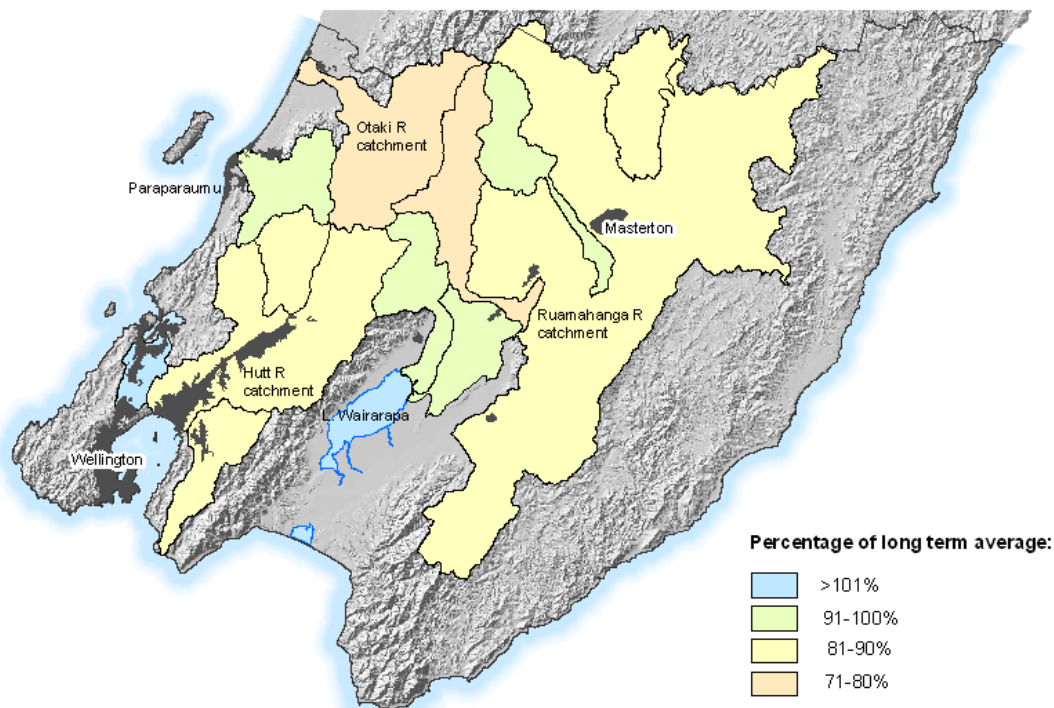 Otaki R
catchment
Paraparaumu
Masterton
Ruamahanga R
catchment
Hutt R
catchment
L. Wairarapa
Wellington
Percentage of long term average:
>101%
91-100%
81-90%
71-80%